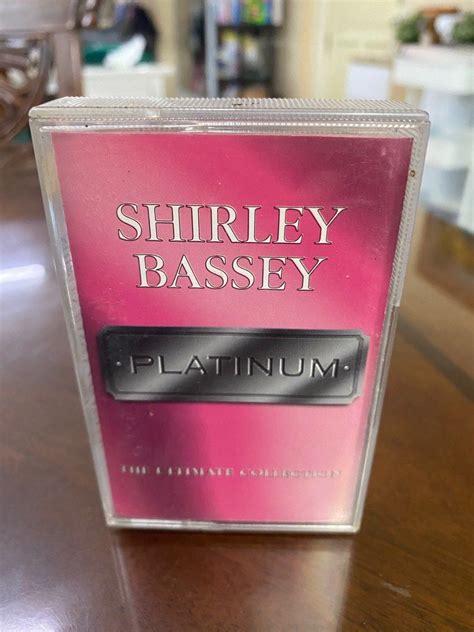 SHIRLEY
BASSEY
PLATINUM
THE ULTIMATE COLLECTION